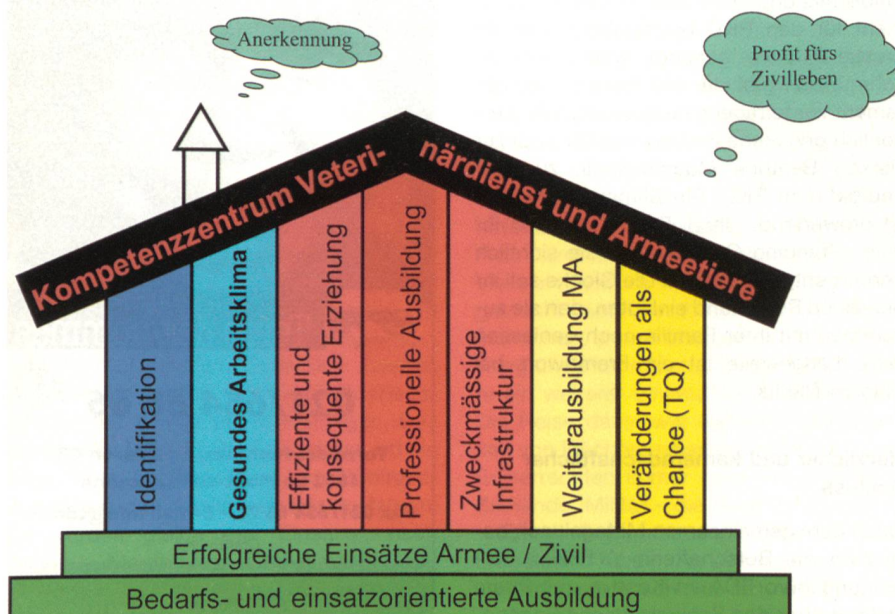 Anerkennung
Profit fürs
Zivilleben
Kompetenzzentrum Veteri-
närdienst und Armeetiere
Identifikation
Gesundes Arbeitsklima
Effiziente und
konsequente Erziehung
Professionelle Ausbildung
Zweckmässige
Infrastruktur
Weiterausbildung MA
Veränderungen als
Chance (TQ)
Erfolgreiche Einsätze Armee / Zivil
Bedarfs- und einsatzorientierte Ausbildung